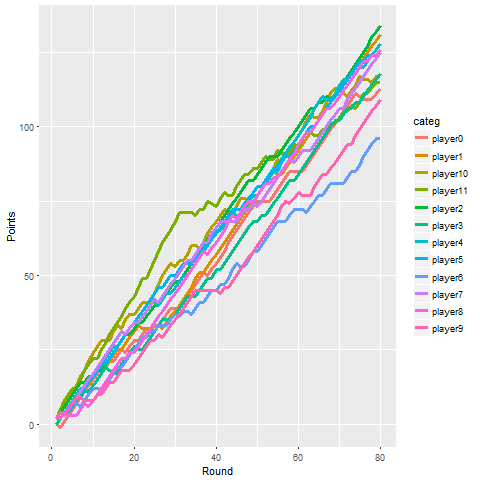 100
50
0
0
20
40
60
80
Round
Points
categ
player0
player1
player10
player11
player2
player3
player4
player5
player6
player7
player8
player9